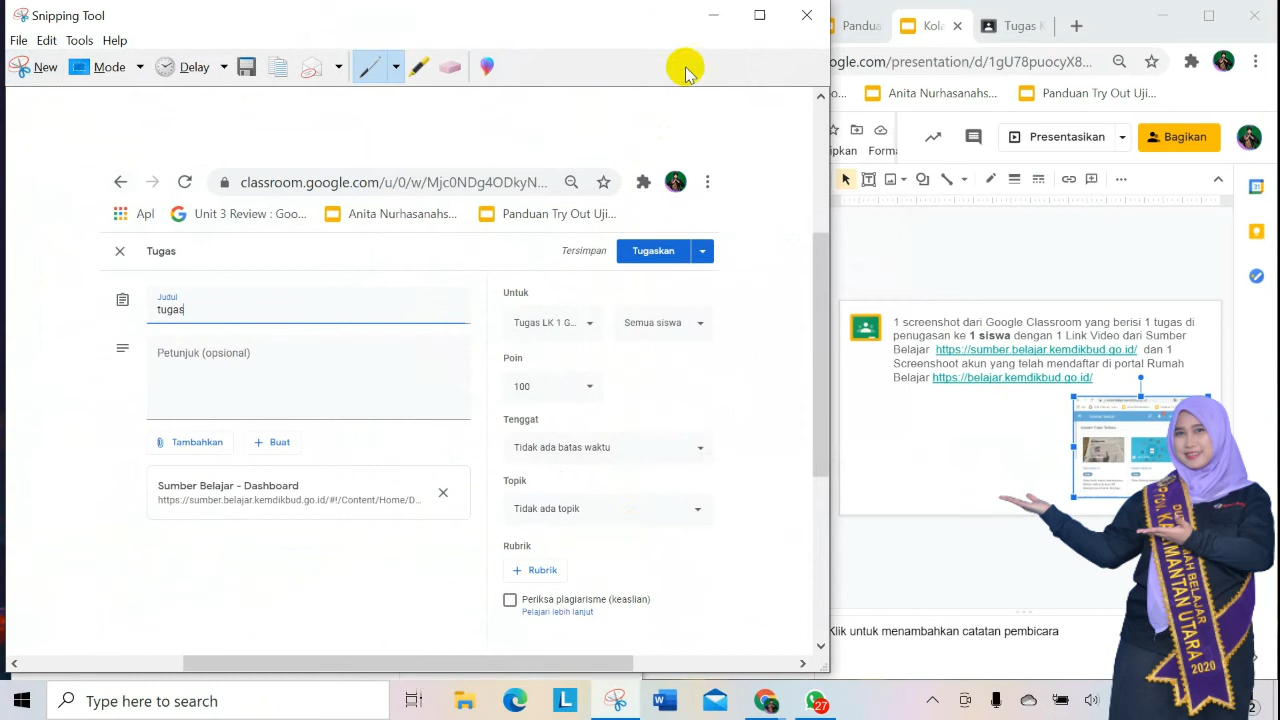 Snipping Tool
File Edit Tools Help
New Mode Delay
classroom.google.com/u/0/w/Mjc0NDg4ODkyN...
Apl Unit 3 Review : Goo... Anita Nurhasanahs... Panduan Try Out Uji...
Tugas Tersimpan Tugaskan
Judul
tugas
Petunjuk (opsional)
Tambahkan
Buat
Sumber Belajar - Dashboard
https://sumber.belajar.kemdikbud.go.id/#!/Content/Home/D...
Untuk
Tugas LK 1 G... Semua siswa
Poin
100
Tenggat
Tidak ada batas waktu
Topik
Tidak ada topik
Rubrik
+ Rubrik
Periksa plagiarisme (keaslian)
Pelajari lebih lanjut
Pandua Kola Tugas K
gle.com/presentation/d/1gU78puocyX8...
Anita Nurhasanahs... Panduan Try Out Uji...
Presentasikan Bagikan
ipkan Forma
1 screenshot dari Google Classroom yang berisi 1 tugas di
penugasan ke 1 siswa dengan 1 Link Video dari Sumber
Belajar https://sumber.belajar.kemdikbud.go.id/ dan 1
Screenshoot akun yang telah mendaftar di portal Rumah
Belajar https://belajar.kemdikbud.go.id/
Klik untuk menambahkan catatan pembicara
KALIMANTAN UTARA
2020
Type here to search
27
2